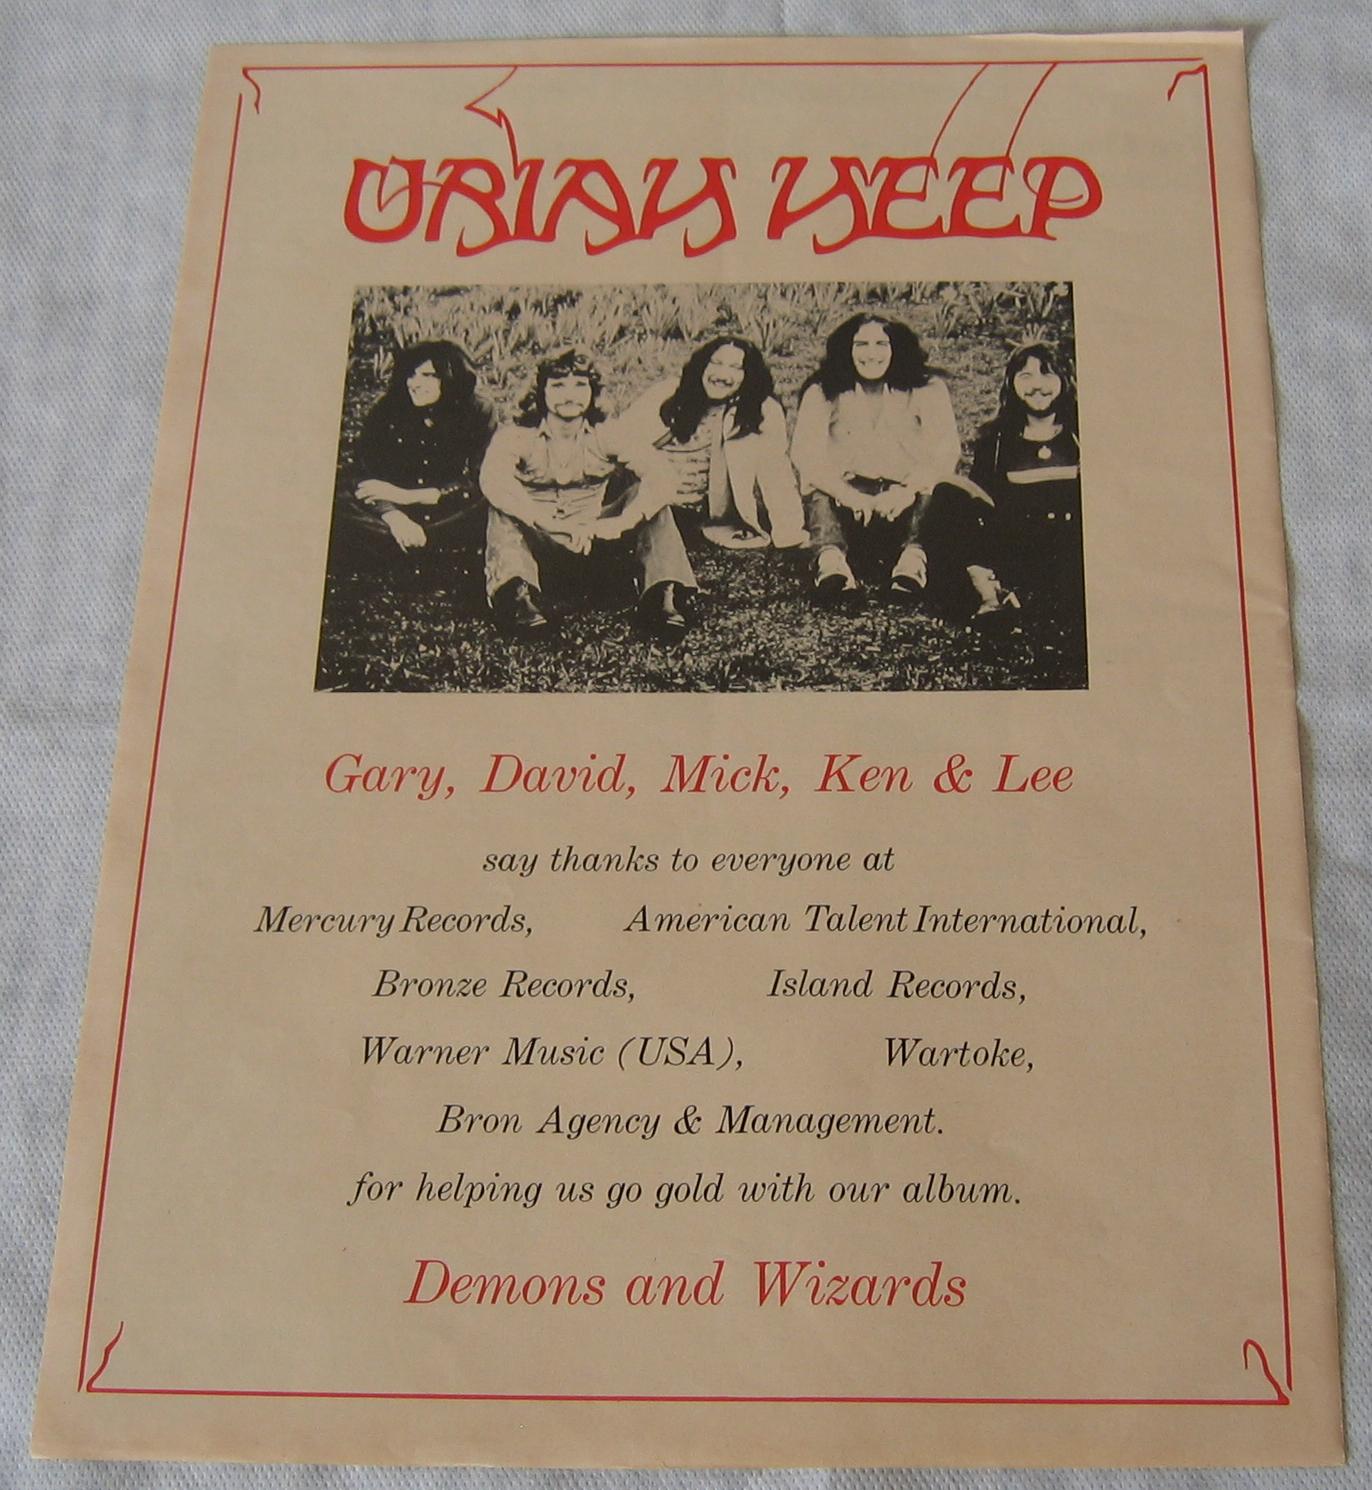 URIAH HEEP
Gary, David, Mick, Ken & Lee
say thanks to everyone at
Mercury Records, American Talent International,
Bronze Records, Island Records,
Warner Music (USA), Wartoke,
Bron Agency & Management.
for helping us go gold with our album.
Demons and Wizards